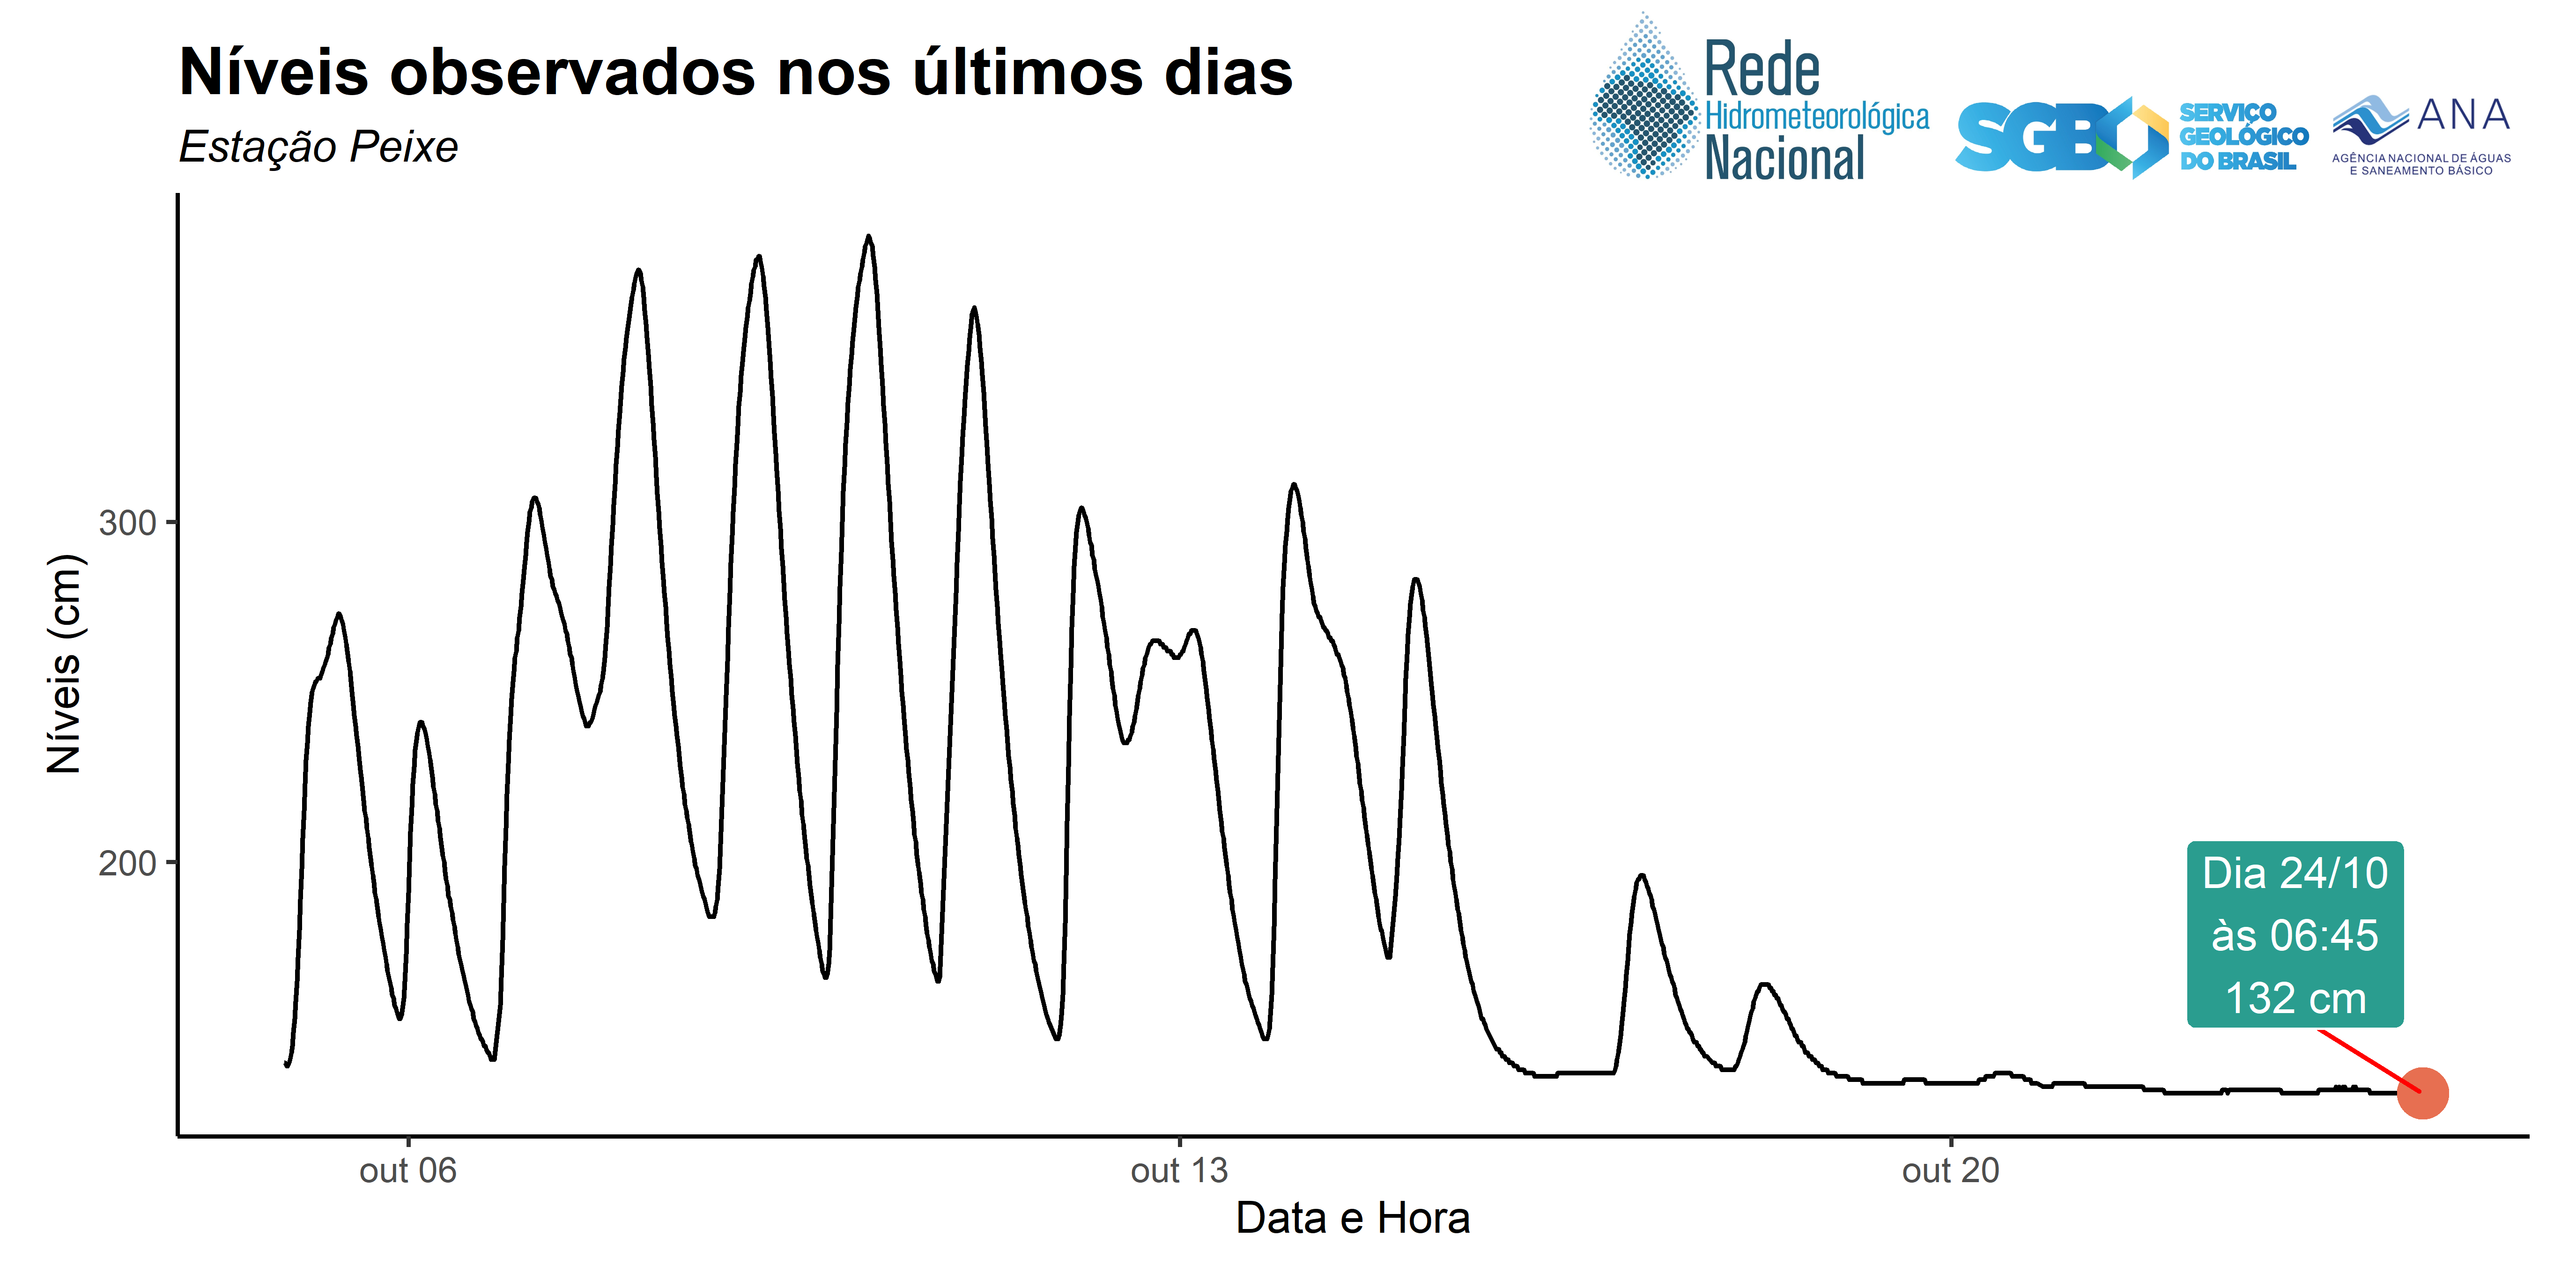 Níveis observados nos últimos dias
Estação Peixe
Rede
Hidrometeorológica
Nacional
SGB
SERVIÇO
GEOLÓGICO
DO BRASIL
ANA
AGÊNCIA NACIONAL DE ÁGUAS
E SANEAMENTO BÁSICO
Níveis (cm)
300
200
Dia 24/10
às 06:45
132 cm
out 06
out 13
out 20
Data e Hora